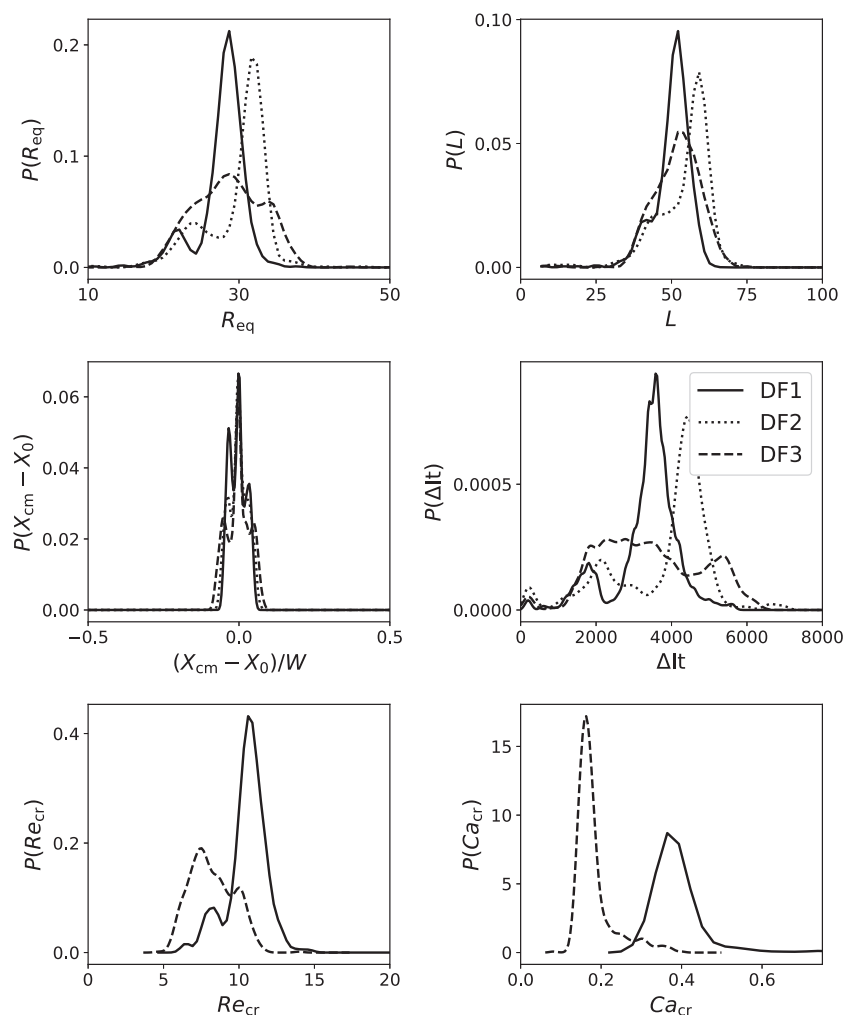 0.2
0.1
0.0
P(R_eq)
10 30 50
R_eq
0.10
0.05
0.00
P(L)
0 25 50 75 100
L
0.06
0.04
0.02
0.00
P(X_cm − X_0)
−0.5 0.0 0.5
(X_cm − X_0)/W
0.0005
0.0000
P(ΔIt)
DF1
DF2
DF3
0 2000 4000 6000 8000
ΔIt
0.4
0.2
0.0
P(Re_cr)
0 5 10 15 20
Re_cr
15
10
5
0
P(Ca_cr)
0.0 0.2 0.4 0.6
Ca_cr